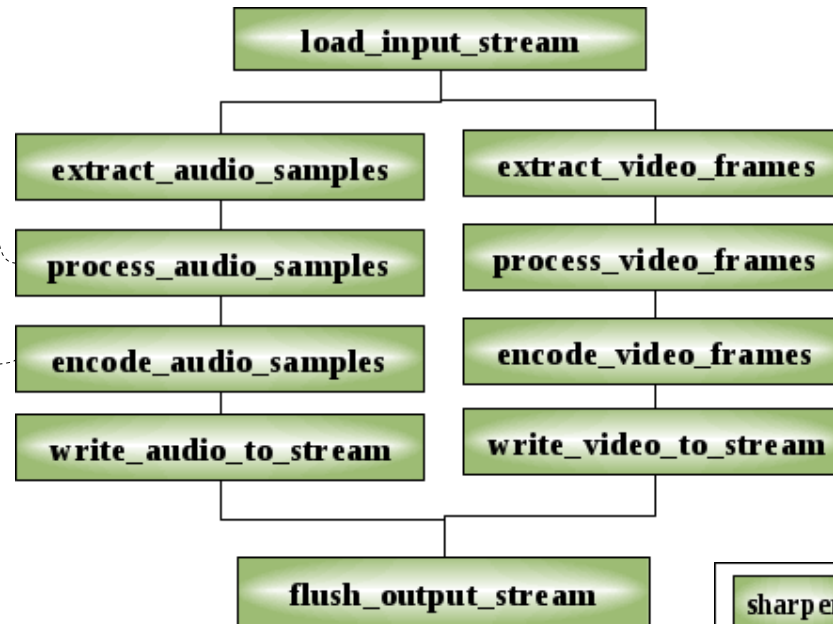 load_input_stream
extract_audio_samples
extract_video_frames
process_audio_samples
process_video_frames
encode_audio_samples
encode_video_frames
write_audio_to_stream
write_video_to_stream
flush_output_stream